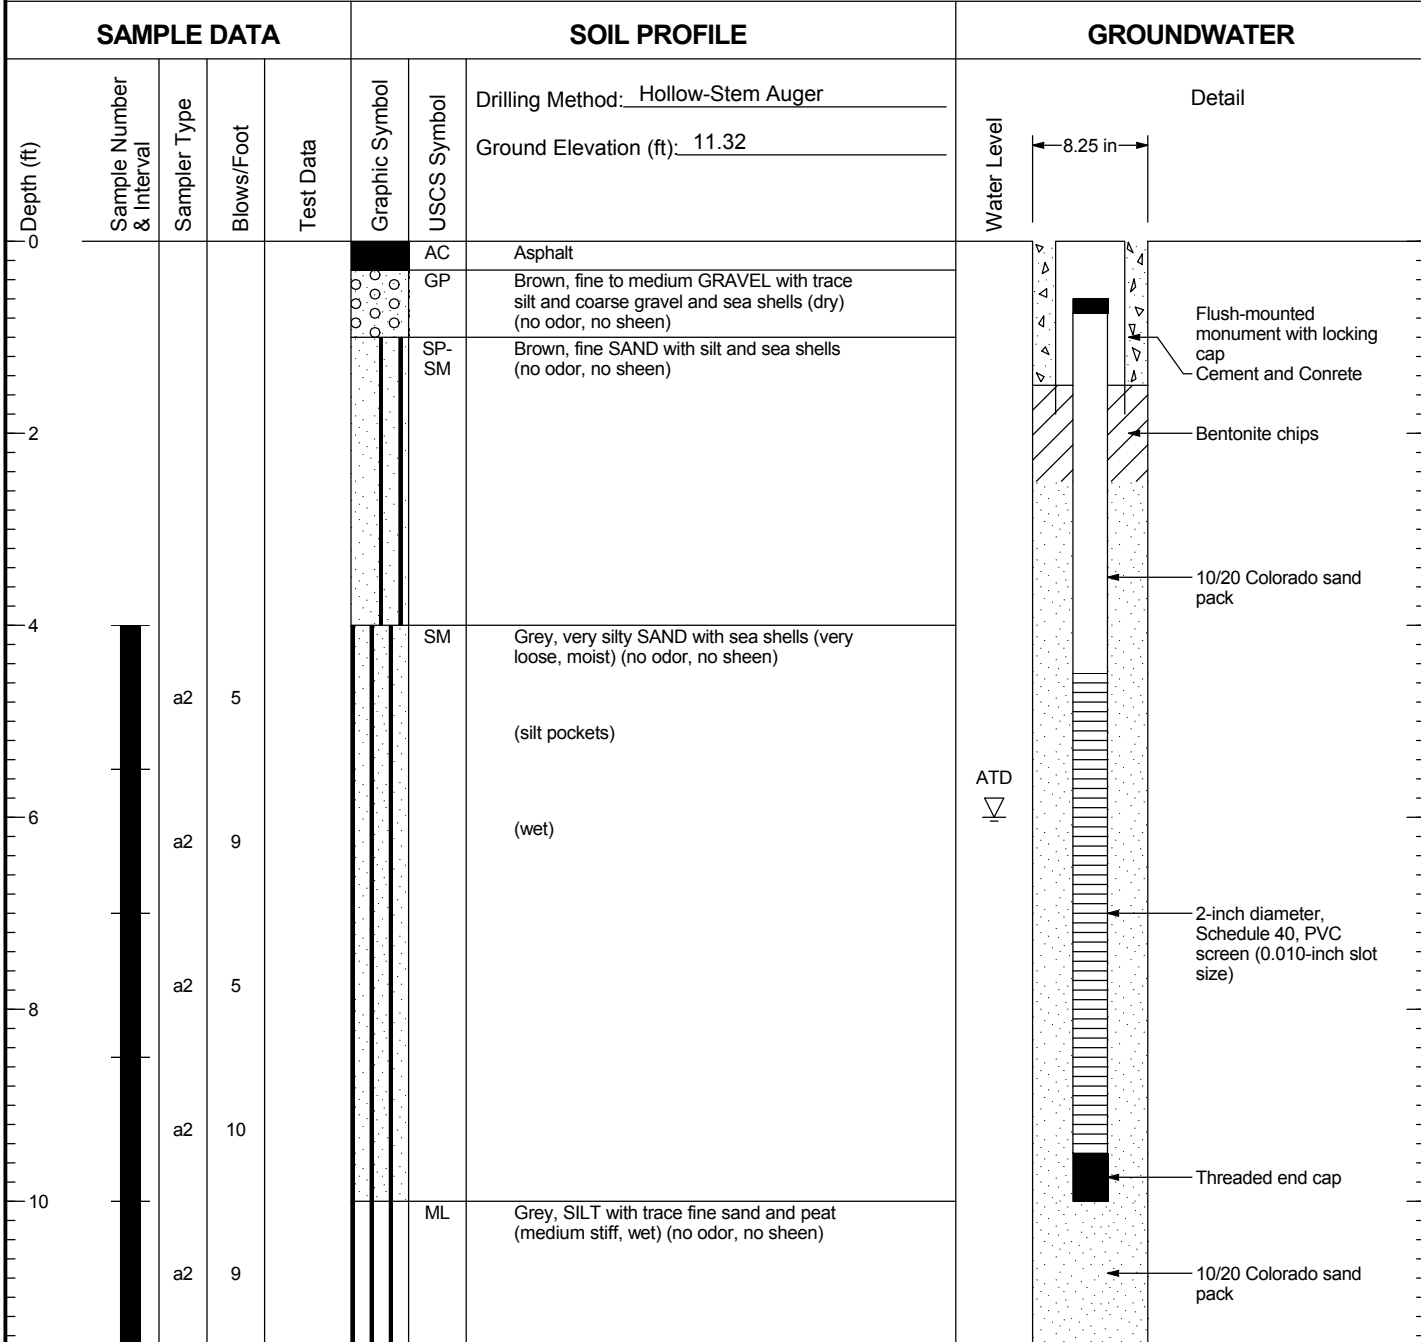 SAMPLE DATA
SOIL PROFILE
GROUNDWATER
Depth (ft)
Sample Number
& Interval
Sampler Type
Blows/Foot
Test Data
Graphic Symbol
USCS Symbol
Drilling Method: Hollow-Stem Auger
Ground Elevation (ft): 11.32
Water Level
Detail
8.25 in
0
AC Asphalt
GP Brown, fine to medium GRAVEL with trace
silt and coarse gravel and sea shells (dry)
(no odor, no sheen)
Flush-mounted
monument with locking
cap
SP-
SM
Brown, fine SAND with silt and sea shells
(no odor, no sheen)
Cement and Conrete
2
Bentonite chips
10/20 Colorado sand
pack
4
SM Grey, very silty SAND with sea shells (very
loose, moist) (no odor, no sheen)
a2 5
(silt pockets)
ATD
6
(wet)
a2 9
2-inch diameter,
Schedule 40, PVC
screen (0.010-inch slot
size)
a2 5
8
a2 10
Threaded end cap
10
ML Grey, SILT with trace fine sand and peat
(medium stiff, wet) (no odor, no sheen)
a2 9
10/20 Colorado sand
pack